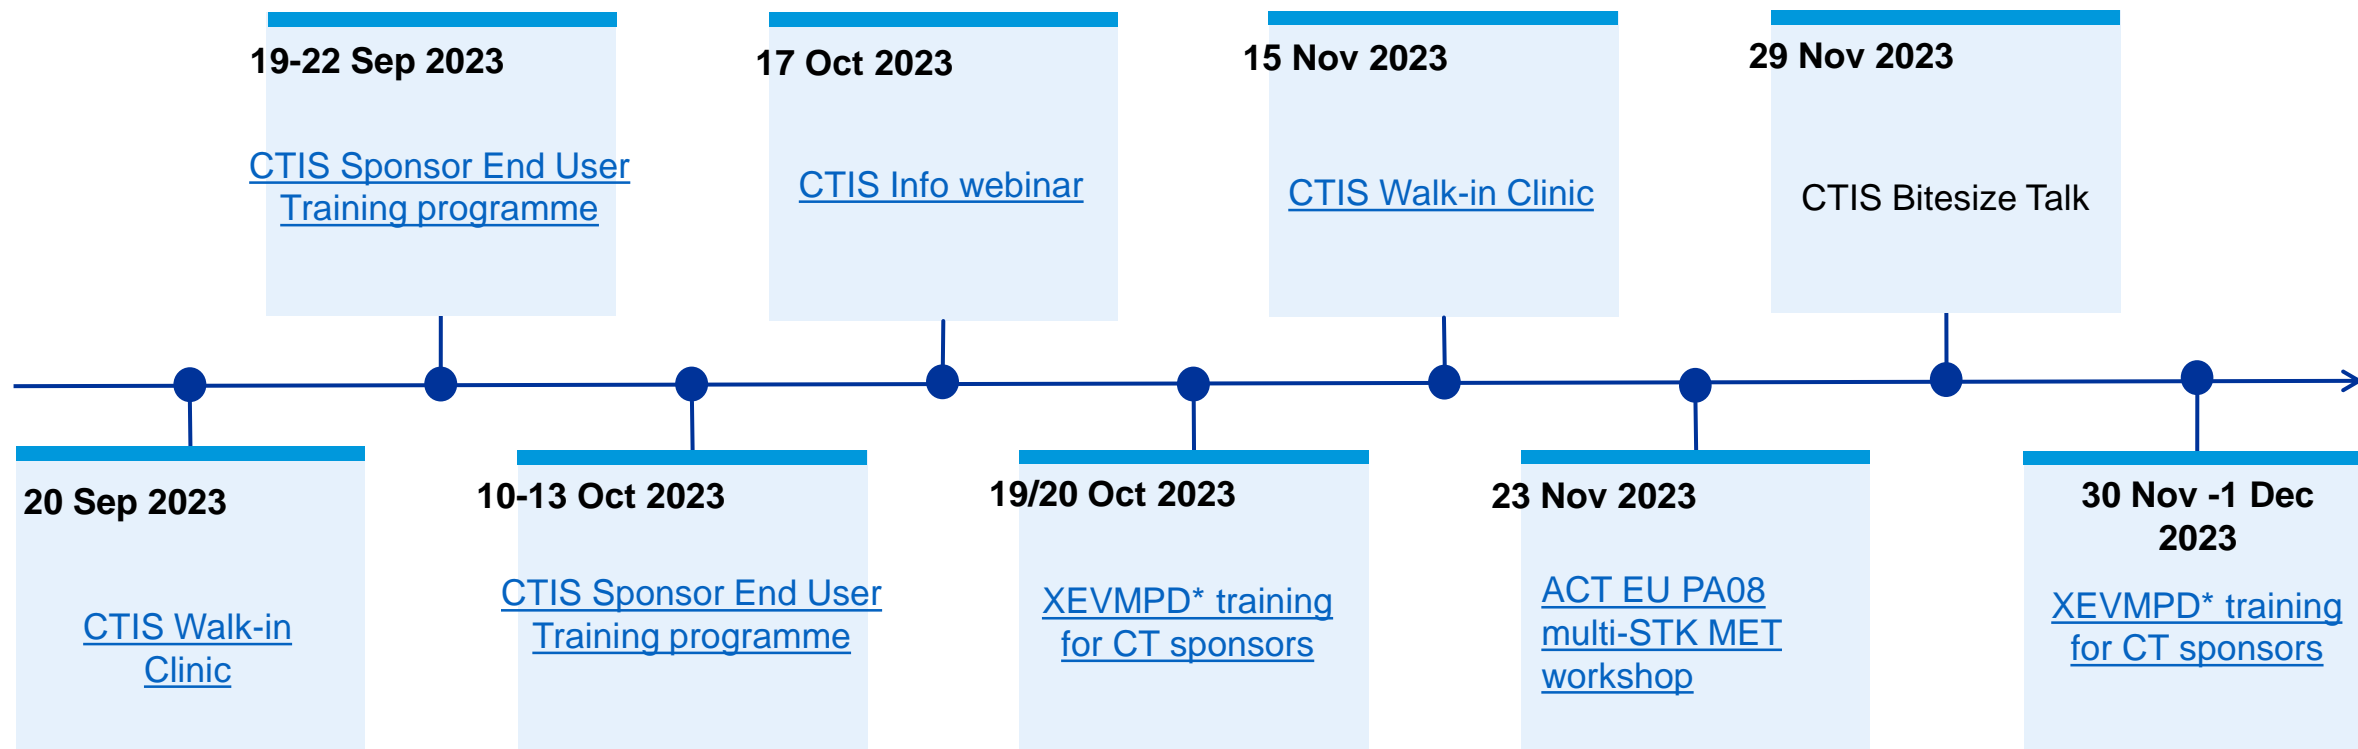 19-22 Sep 2023
CTIS Sponsor End User
Training programme
17 Oct 2023
CTIS Info webinar
15 Nov 2023
CTIS Walk-in Clinic
29 Nov 2023
CTIS Bitesize Talk
20 Sep 2023
CTIS Walk-in
Clinic
10-13 Oct 2023
CTIS Sponsor End User
Training programme
19/20 Oct 2023
XEVMPD* training
for CT sponsors
23 Nov 2023
ACT EU PA08
multi-STK MET
workshop
30 Nov -1 Dec
2023
XEVMPD* training
for CT sponsors